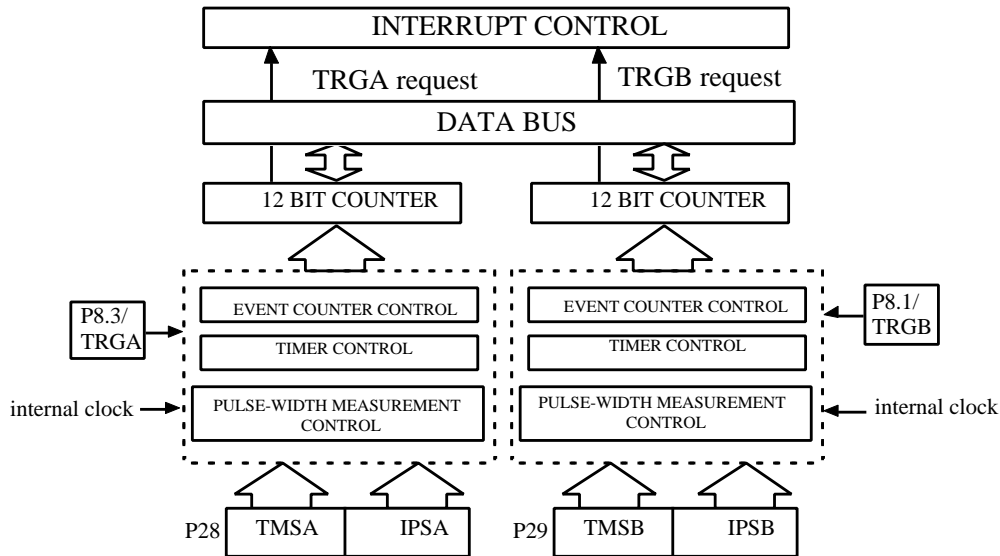 INTERRUPT CONTROL
TRGA request
TRGB request
DATA BUS
12 BIT COUNTER
12 BIT COUNTER
EVENT COUNTER CONTROL
EVENT COUNTER CONTROL
P8.3/
TRGA
P8.1/
TRGB
TIMER CONTROL
TIMER CONTROL
internal clock
PULSE-WIDTH MEASUREMENT
CONTROL
PULSE-WIDTH MEASUREMENT
CONTROL
internal clock
P28
TMSA
IPSA
P29
TMSB
IPSB